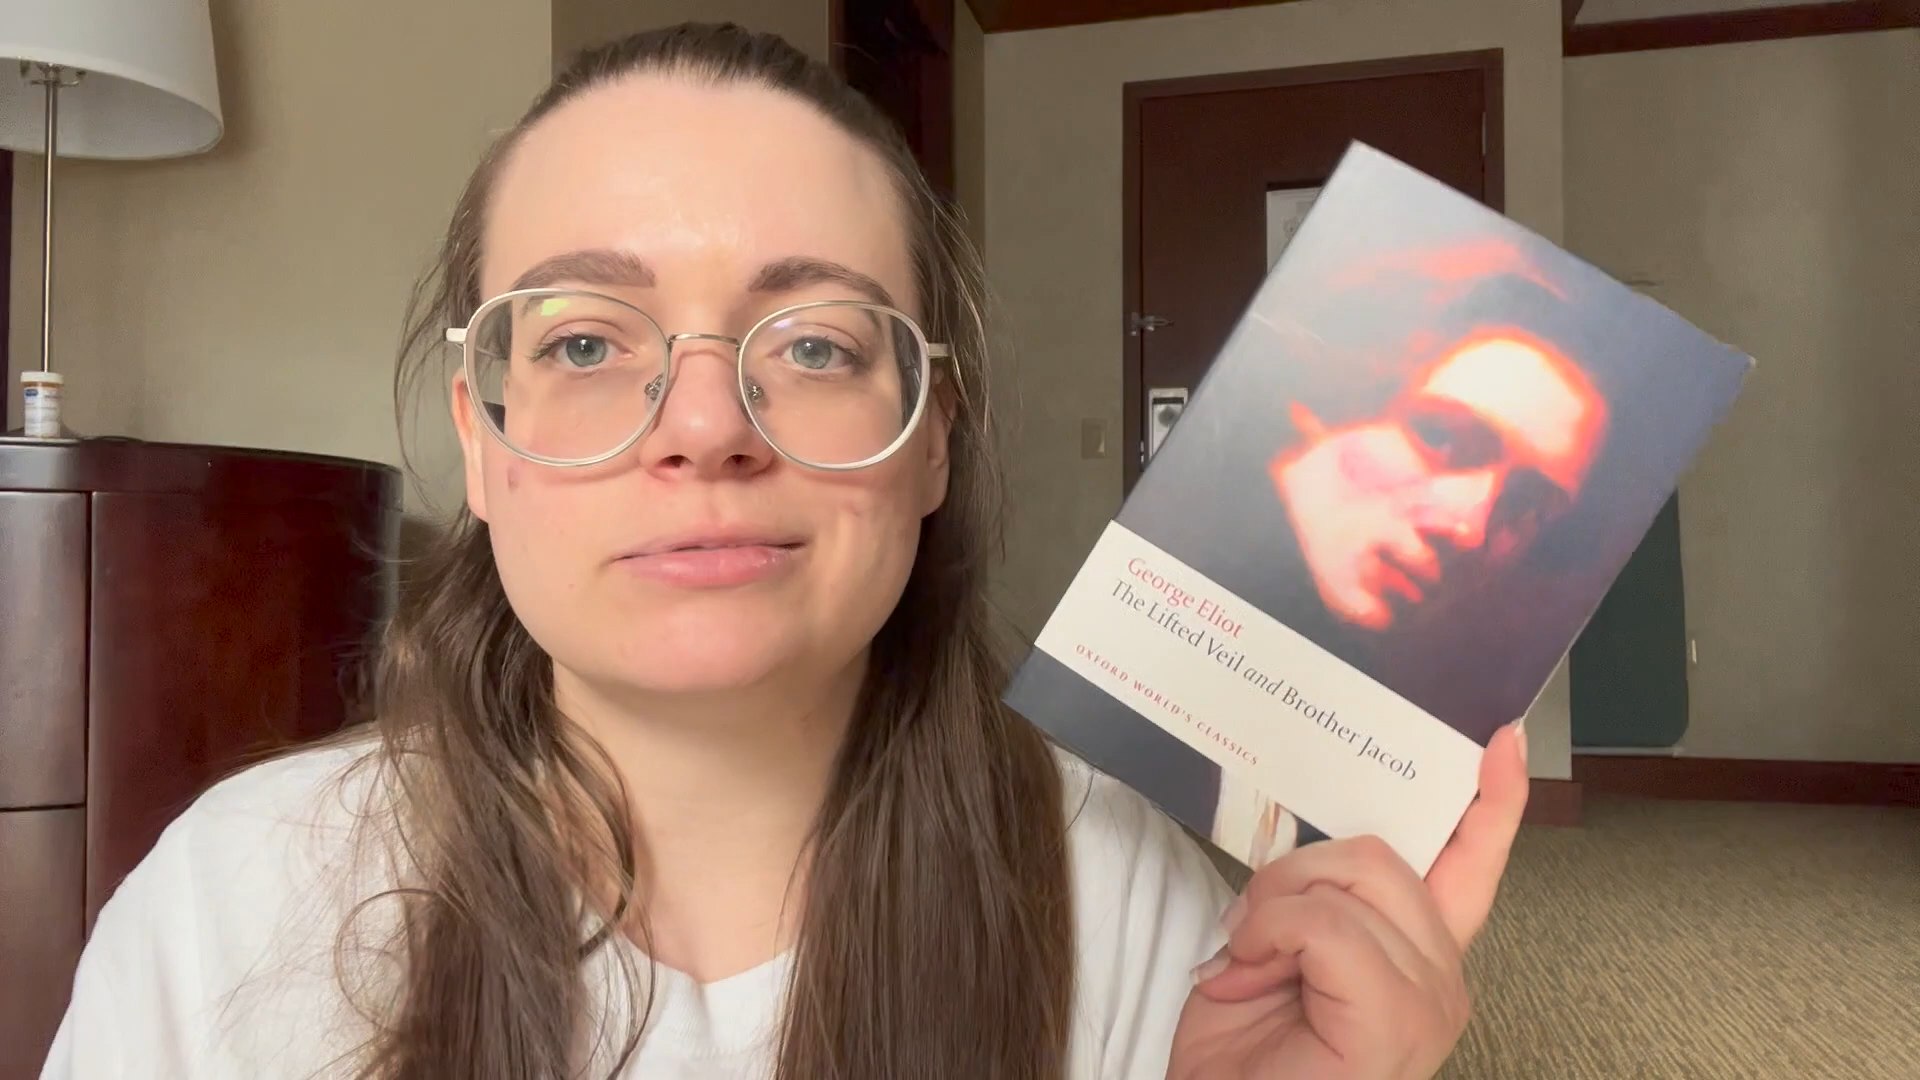 George Eliot
The Lifted Veil and Brother Jacob
OXFORD WORLD'S CLASSICS